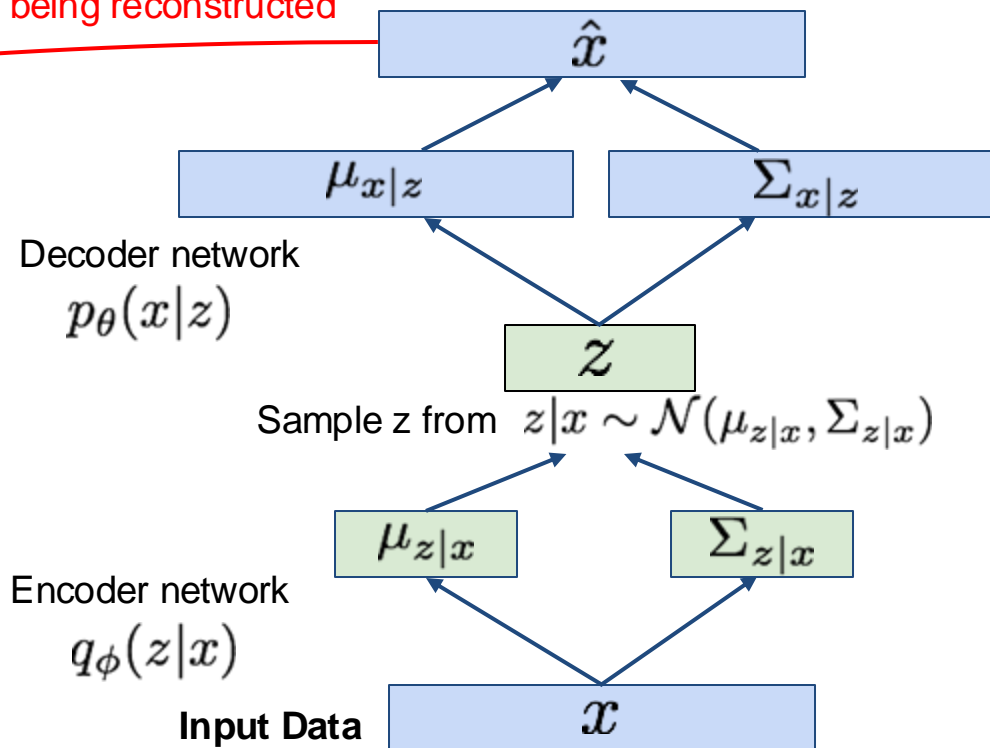 being reconstructed
x̂
μ_{x|z}
Σ_{x|z}
Decoder network
p_θ(x|z)
z
Sample z from z|x ∼ 𝒩(μ_{z|x}, Σ_{z|x})
μ_{z|x}
Σ_{z|x}
Encoder network
q_ϕ(z|x)
Input Data
x